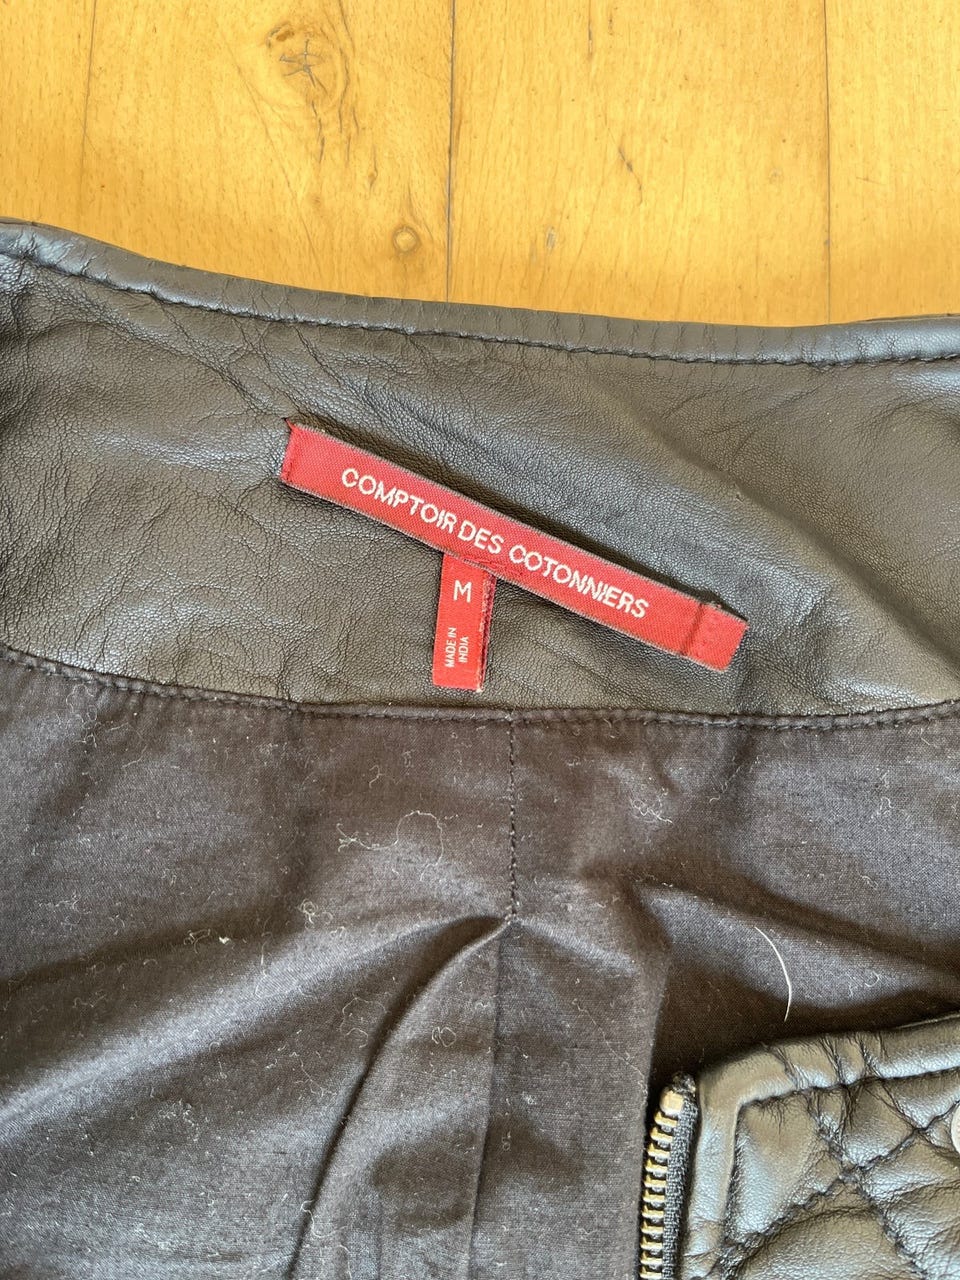 COMPTOIR DES COTONNIERS
M
MADE IN
INDIA